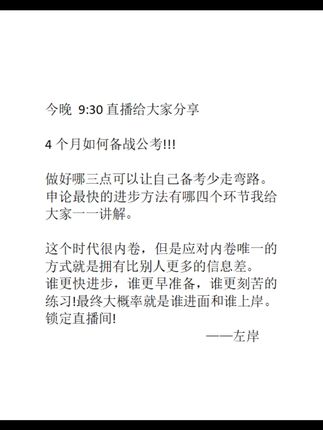 今晚 9:30 直播给大家分享
4 个月如何备战公考!!!
做好哪三点可以让自己备考少走弯路。
申论最快的进步方法有哪四个环节我给
大家一一讲解。
这个时代很内卷，但是应对内卷唯一的
方式就是拥有比别人更多的信息差。
谁更快进步，谁更早准备，谁更刻苦的
练习!最终大概率就是谁进面和谁上岸。
锁定直播间!
——左岸